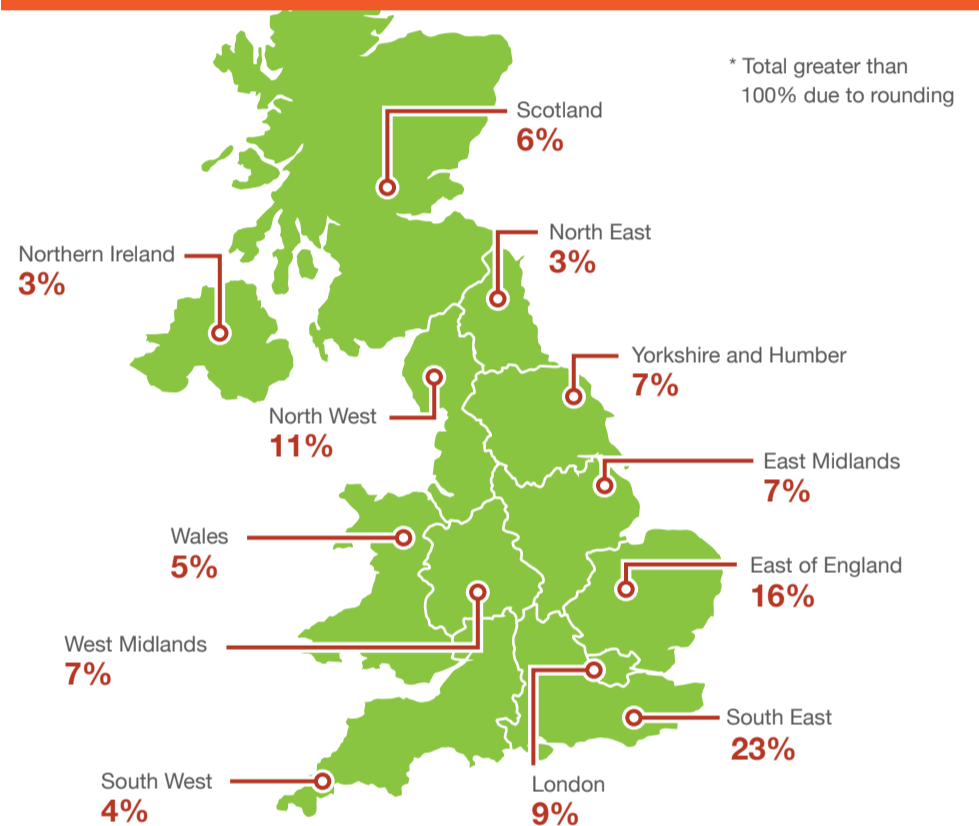 * Total greater than
100% due to rounding
Scotland
6%
North East
3%
Northern Ireland
3%
Yorkshire and Humber
7%
North West
11%
East Midlands
7%
Wales
5%
East of England
16%
West Midlands
7%
South East
23%
South West
4%
London
9%